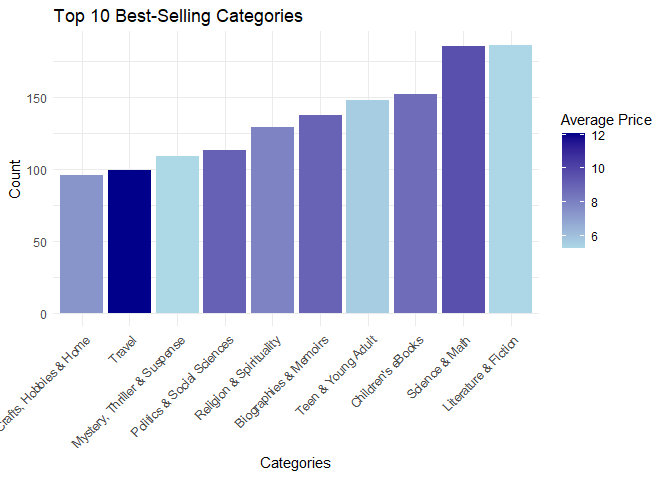 Top 10 Best-Selling Categories
Count
150
100
50
0
Crafts, Hobbies & Home
Travel
Mystery, Thriller & Suspense
Politics & Social Sciences
Religion & Spirituality
Biographies & Memoirs
Teen & Young Adult
Children's eBooks
Science & Math
Literature & Fiction
Categories
Average Price
12
10
8
6